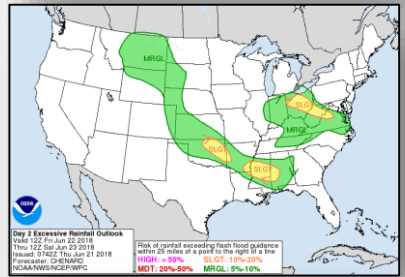 MRGL
SLGT
MRGL
SLGT
SLGT
NOAA
Day 2 Excessive Rainfall Outlook
Valid 12Z Fri Jun 22 2018
Thru 12Z Sat Jun 23 2018
Issued: 0742Z Thu Jun 21 2018
Forecaster: CHENARD
NOAA/NWS/NCEP/WPC
Risk of rainfall exceeding flash flood guidance
within 25 miles of a point to the right of a line
HIGH: > 50% SLGT: 10%-20%
MDT: 20%-50% MRGL: 5%-10%